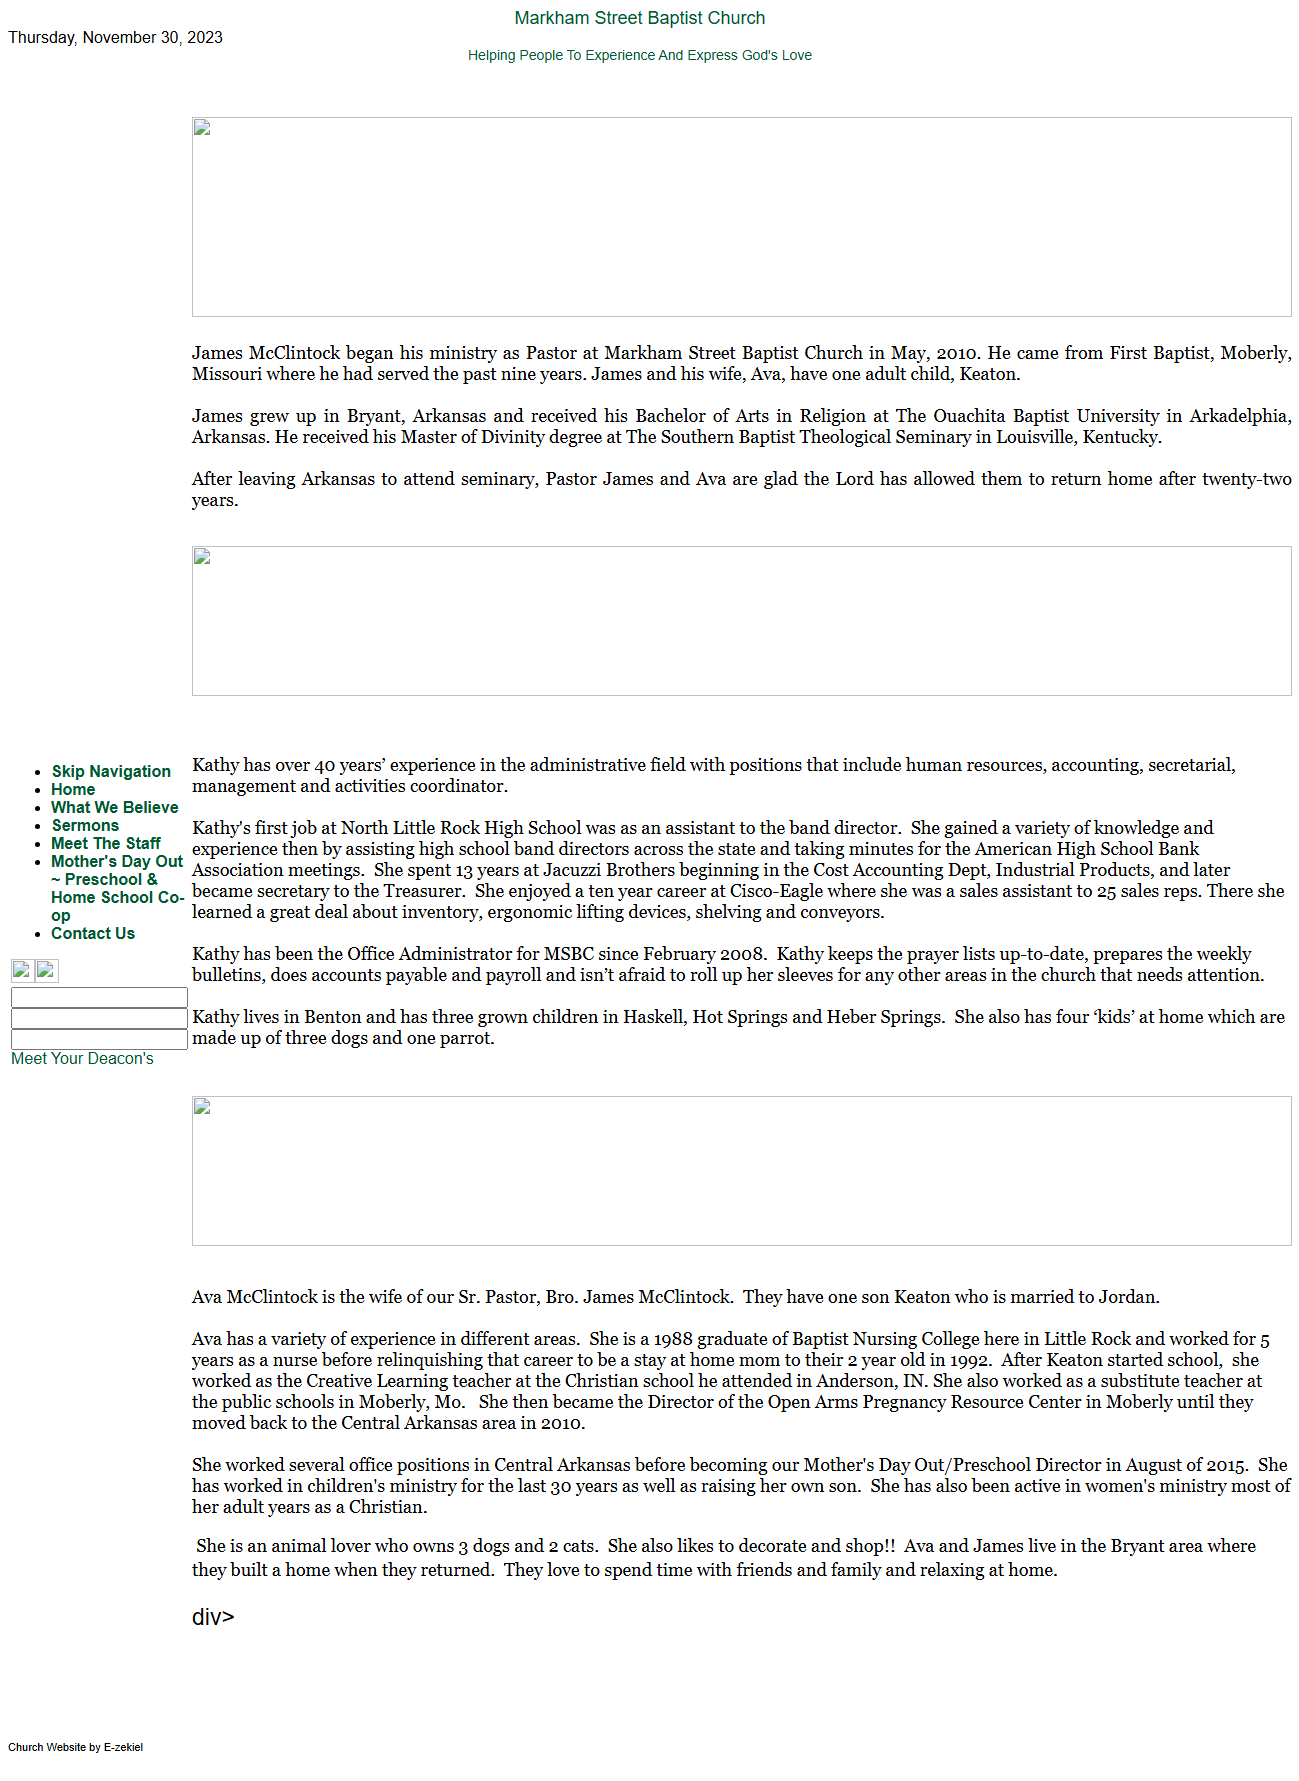 Markham Street Baptist Church
Thursday, November 30, 2023
Helping People To Experience And Express God's Love
James McClintock began his ministry as Pastor at Markham Street Baptist Church in May, 2010. He came from First Baptist, Moberly,
Missouri where he had served the past nine years. James and his wife, Ava, have one adult child, Keaton.
James grew up in Bryant, Arkansas and received his Bachelor of Arts in Religion at The Ouachita Baptist University in Arkadelphia,
Arkansas. He received his Master of Divinity degree at The Southern Baptist Theological Seminary in Louisville, Kentucky.
After leaving Arkansas to attend seminary, Pastor James and Ava are glad the Lord has allowed them to return home after twenty-two
years.
Skip Navigation
Home
What We Believe
Sermons
Meet The Staff
Mother's Day Out
~ Preschool &
Home School Co-
op
Contact Us
Meet Your Deacon's
Kathy has over 40 years’ experience in the administrative field with positions that include human resources, accounting, secretarial,
management and activities coordinator.
Kathy's first job at North Little Rock High School was as an assistant to the band director.  She gained a variety of knowledge and
experience then by assisting high school band directors across the state and taking minutes for the American High School Bank
Association meetings.  She spent 13 years at Jacuzzi Brothers beginning in the Cost Accounting Dept, Industrial Products, and later
became secretary to the Treasurer.  She enjoyed a ten year career at Cisco-Eagle where she was a sales assistant to 25 sales reps. There she
learned a great deal about inventory, ergonomic lifting devices, shelving and conveyors.
Kathy has been the Office Administrator for MSBC since February 2008.  Kathy keeps the prayer lists up-to-date, prepares the weekly
bulletins, does accounts payable and payroll and isn’t afraid to roll up her sleeves for any other areas in the church that needs attention.
Kathy lives in Benton and has three grown children in Haskell, Hot Springs and Heber Springs.  She also has four ‘kids’ at home which are
made up of three dogs and one parrot.
Ava McClintock is the wife of our Sr. Pastor, Bro. James McClintock.  They have one son Keaton who is married to Jordan.
Ava has a variety of experience in different areas.  She is a 1988 graduate of Baptist Nursing College here in Little Rock and worked for 5
years as a nurse before relinquishing that career to be a stay at home mom to their 2 year old in 1992.  After Keaton started school,  she
worked as the Creative Learning teacher at the Christian school he attended in Anderson, IN. She also worked as a substitute teacher at
the public schools in Moberly, Mo.   She then became the Director of the Open Arms Pregnancy Resource Center in Moberly until they
moved back to the Central Arkansas area in 2010.
She worked several office positions in Central Arkansas before becoming our Mother's Day Out/Preschool Director in August of 2015.  She
has worked in children's ministry for the last 30 years as well as raising her own son.  She has also been active in women's ministry most of
her adult years as a Christian.
She is an animal lover who owns 3 dogs and 2 cats.  She also likes to decorate and shop!!  Ava and James live in the Bryant area where
they built a home when they returned.  They love to spend time with friends and family and relaxing at home.
div>
Church Website by E-zekiel